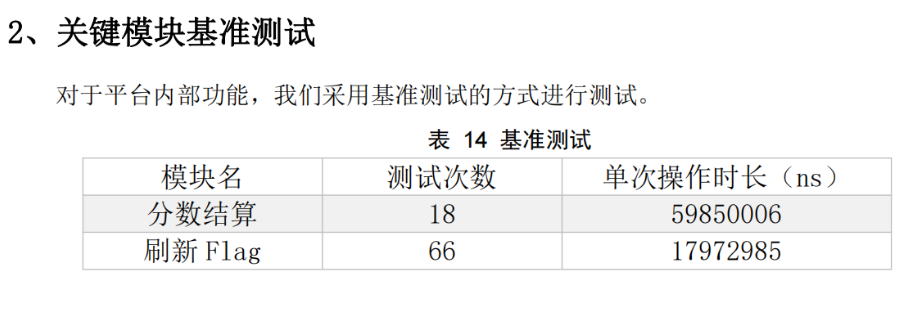 2、关键模块基准测试
对于平台内部功能，我们采用基准测试的方式进行测试。
表 14 基准测试
模块名 测试次数 单次操作时长（ns）
分数结算 18 59850006
刷新 Flag 66 17972985